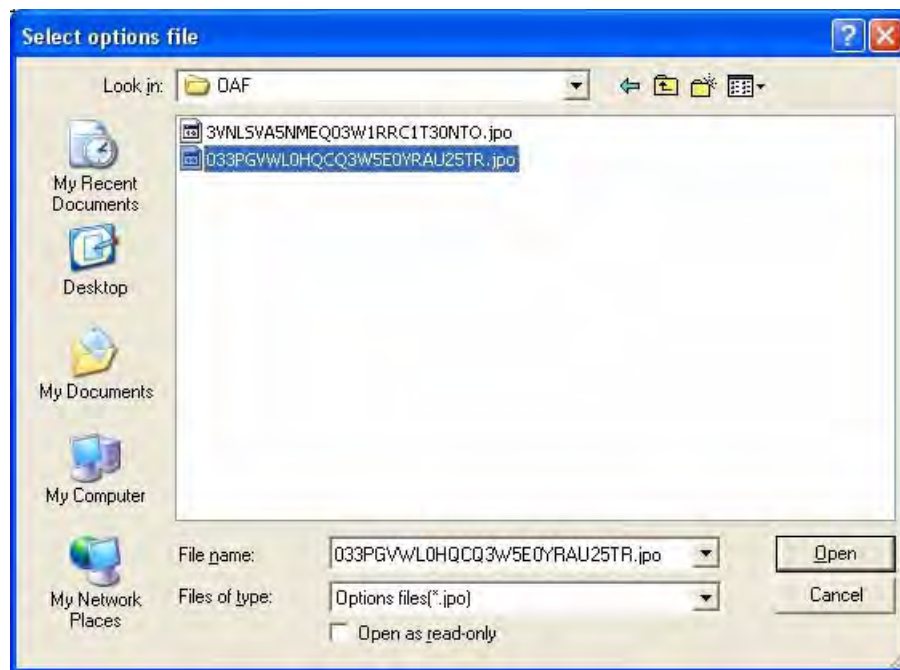 Select options file
Look in:
OAF
3VNLSVA5NMEQ03W1RRC1T30NTO.jpo
033PGVWL0HQCQ3W5E0YRAU25TR.jpo
My Recent
Documents
Desktop
My Documents
My Computer
My Network
Places
File name:
033PGVWL0HQCQ3W5E0YRAU25TR.jpo
Open
Files of type:
Options files(*.jpo)
Cancel
Open as read-only